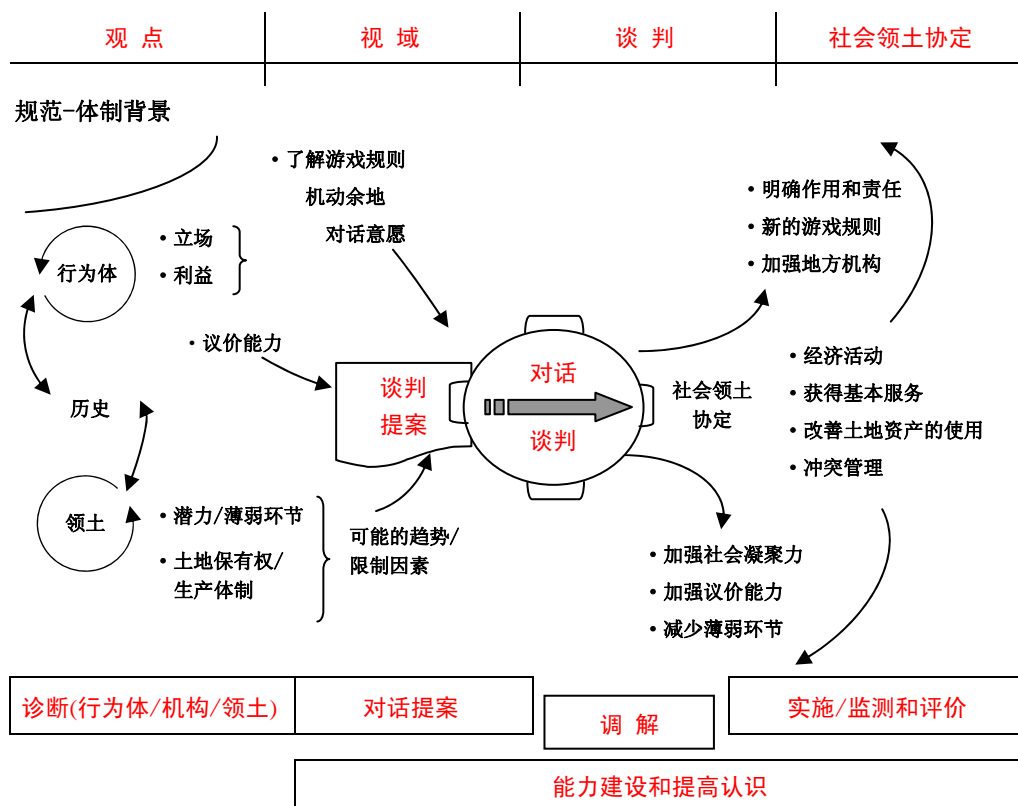 观 点
视 域
谈 判
社会领土协定
规范-体制背景
·了解游戏规则
机动余地
对话意愿
·明确作用和责任
·新的游戏规则
·加强地方机构
行为体
·立场
·利益
·议价能力
历史
谈判
提案
对话
谈判
社会领土
协定
·经济活动
·获得基本服务
·改善土地资产的使用
·冲突管理
领土
·潜力/薄弱环节
·土地保有权/
生产体制
可能的趋势/
限制因素
·加强社会凝聚力
·加强议价能力
·减少薄弱环节
诊断(行为体/机构/领土)
对话提案
调 解
实施/监测和评价
能力建设和提高认识